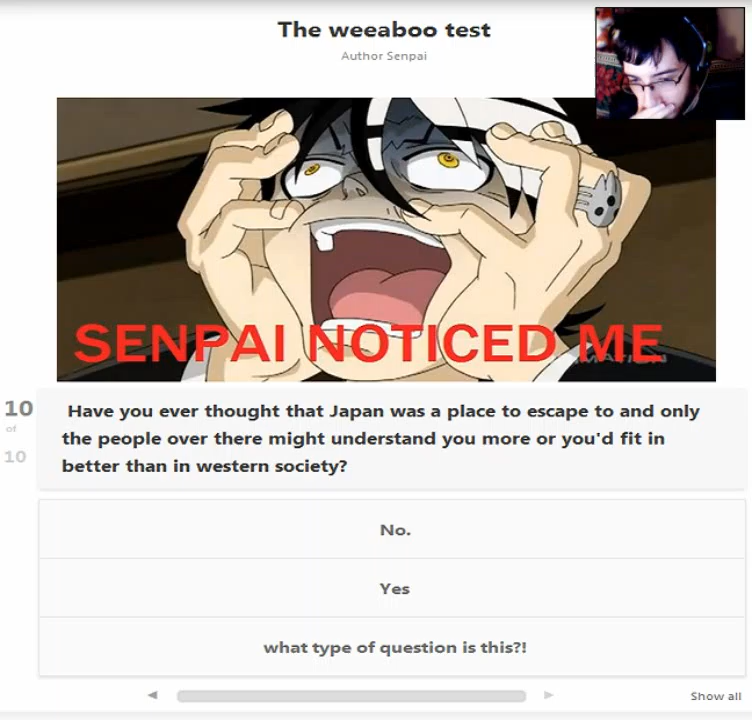 The weeaboo test
Author Senpai
SENPAI NOTICED ME
10
of
10
Have you ever thought that Japan was a place to escape to and only
the people over there might understand you more or you'd fit in
better than in western society?
No.
Yes
what type of question is this?!
Show all